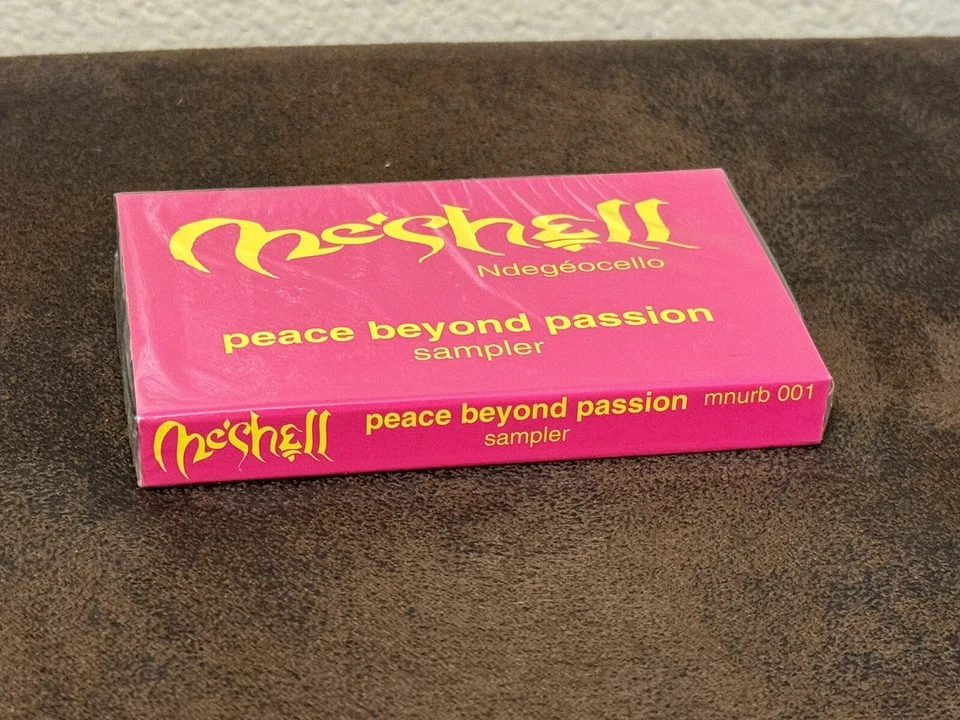 Me'shell
Ndegéocello
peace beyond passion
sampler
Me'shell peace beyond passion mnurb 001
sampler